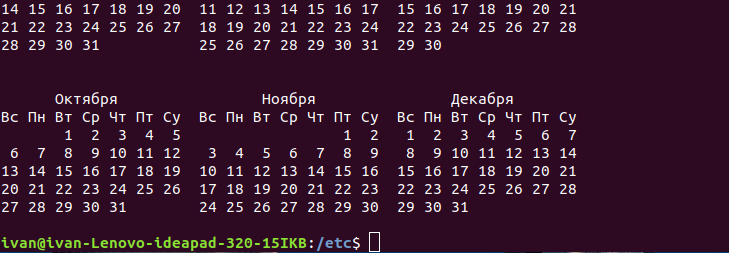 14 15 16 17 18 19 20  11 12 13 14 15 16 17  15 16 17 18 19 20 21
21 22 23 24 25 26 27  18 19 20 21 22 23 24  22 23 24 25 26 27 28
28 29 30 31           25 26 27 28 29 30 31  29 30
      Октября               Ноября               Декабря
Вс Пн Вт Ср Чт Пт Су  Вс Пн Вт Ср Чт Пт Су  Вс Пн Вт Ср Чт Пт Су
       1  2  3  4  5                  1  2   1  2  3  4  5  6  7
 6  7  8  9 10 11 12   3  4  5  6  7  8  9   8  9 10 11 12 13 14
13 14 15 16 17 18 19  10 11 12 13 14 15 16  15 16 17 18 19 20 21
20 21 22 23 24 25 26  17 18 19 20 21 22 23  22 23 24 25 26 27 28
27 28 29 30 31        24 25 26 27 28 29 30  29 30 31
ivan@ivan-Lenovo-ideapad-320-15IKB:/etc$